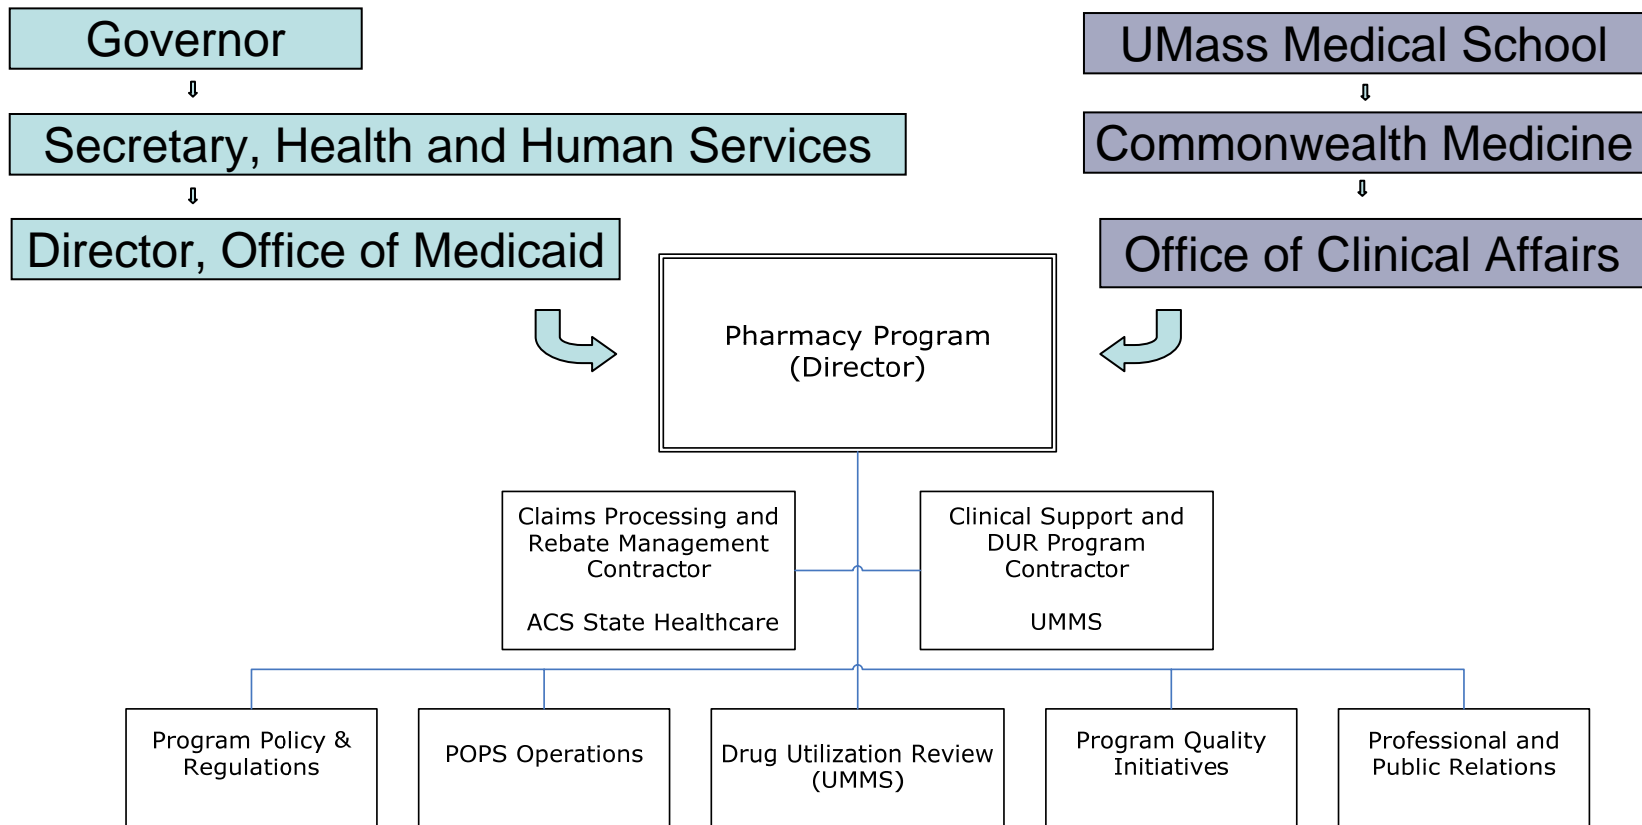 Governor
UMass Medical School
Secretary, Health and Human Services
Commonwealth Medicine
Director, Office of Medicaid
Office of Clinical Affairs
Pharmacy Program
(Director)
Claims Processing and
Rebate Management
Contractor
ACS State Healthcare
Clinical Support and
DUR Program
Contractor
UMMS
Program Policy &
Regulations
POPS Operations
Drug Utilization Review
(UMMS)
Program Quality
Initiatives
Professional and
Public Relations